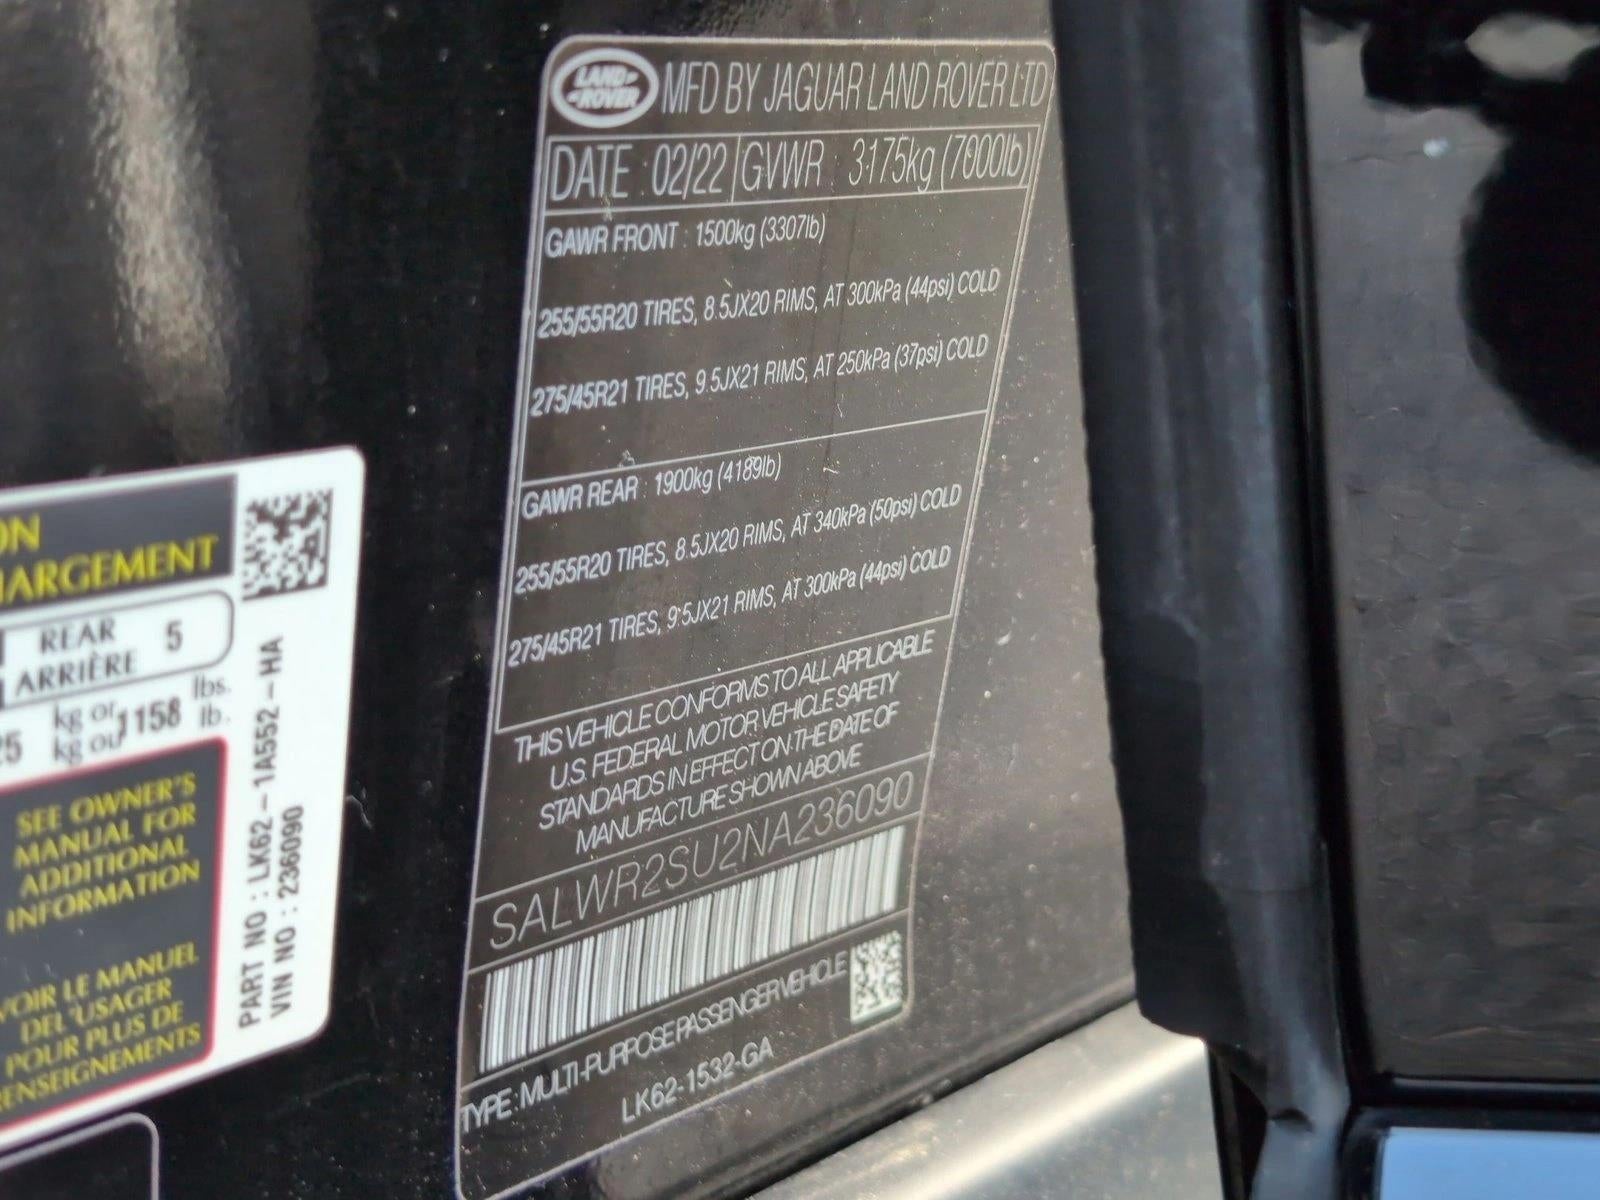 LAND
ROVER
MFD BY JAGUAR LAND ROVER LTD
DATE : 02/22 GVWR : 3175kg (7000lb)
GAWR FRONT : 1500kg (3307lb)
255/55R20 TIRES, 8.5JX20 RIMS, AT 300kPa (44psi) COLD
275/45R21 TIRES, 9.5JX21 RIMS, AT 250kPa (37psi) COLD
GAWR REAR : 1900kg (4189lb)
255/55R20 TIRES, 8.5JX20 RIMS, AT 340kPa (50psi) COLD
275/45R21 TIRES, 9.5JX21 RIMS, AT 300kPa (44psi) COLD
THIS VEHICLE CONFORMS TO ALL APPLICABLE
U.S. FEDERAL MOTOR VEHICLE SAFETY
STANDARDS IN EFFECT ON THE DATE OF
MANUFACTURE SHOWN ABOVE
SALWR2SU2NA236090
TYPE : MULTI-PURPOSE PASSENGER VEHICLE
LK62-1532-GA
ON
HARGEMENT
REAR
ARRIÈRE 5
25 kg or 1158 lbs.
kg ou lb.
SEE OWNER'S
MANUAL FOR
ADDITIONAL
INFORMATION
VOIR LE MANUEL
DE L'USAGER
POUR PLUS DE
RENSEIGNEMENTS
PART NO : LK62-1A552-HA
VIN NO : 236090